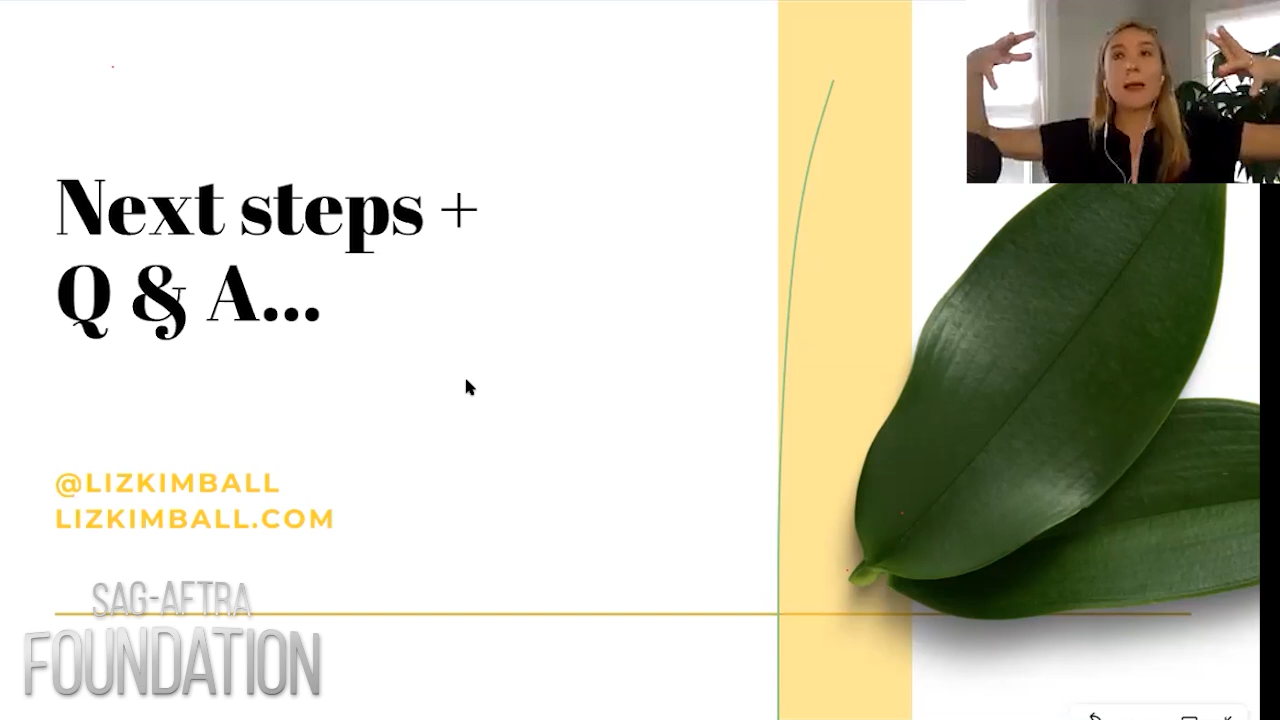 Next steps +
Q & A...
@LIZKIMBALL
LIZKIMBALL.COM
SAG-AFTRA
FOUNDATION